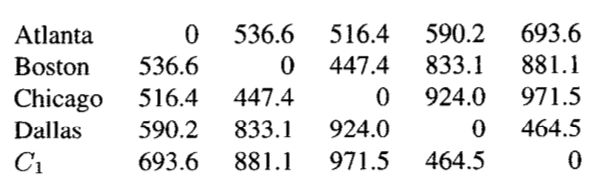 Atlanta 0 536.6 516.4 590.2 693.6
Boston 536.6 0 447.4 833.1 881.1
Chicago 516.4 447.4 0 924.0 971.5
Dallas 590.2 833.1 924.0 0 464.5
C₁ 693.6 881.1 971.5 464.5 0